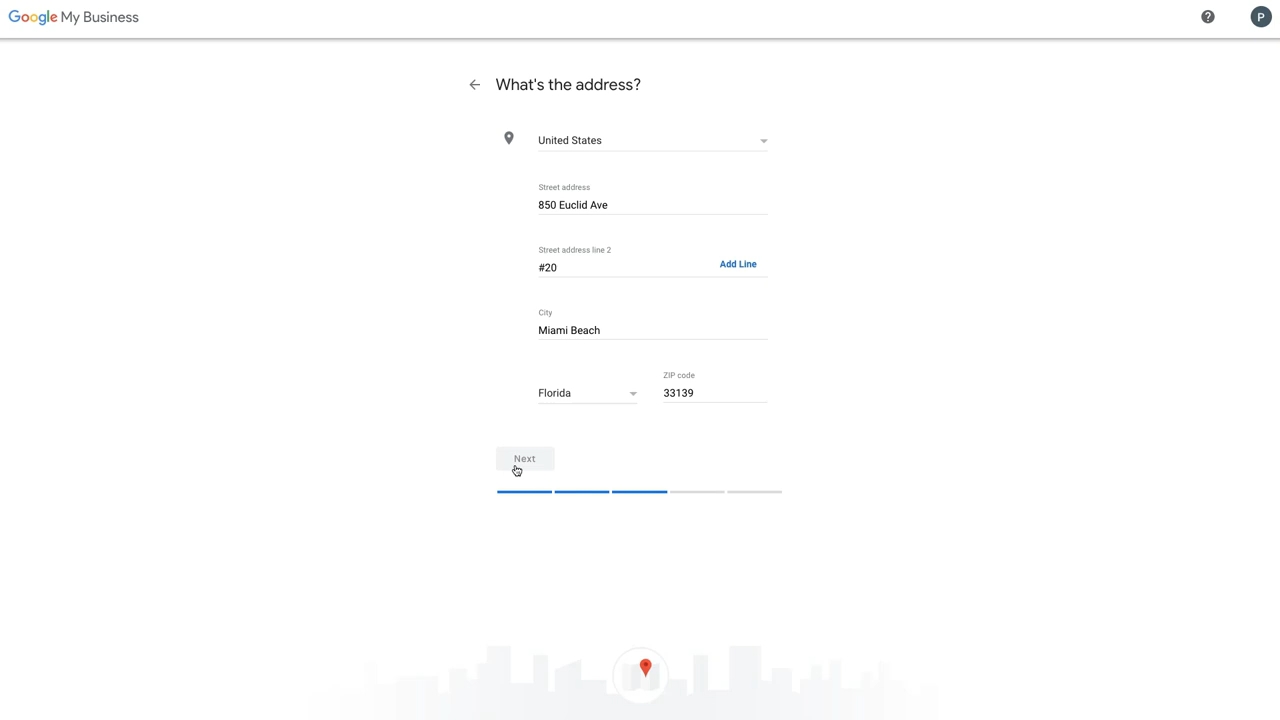 Google My Business
P
What's the address?
United States
Street address
850 Euclid Ave
Street address line 2
#20
Add Line
City
Miami Beach
ZIP code
Florida
33139
Next